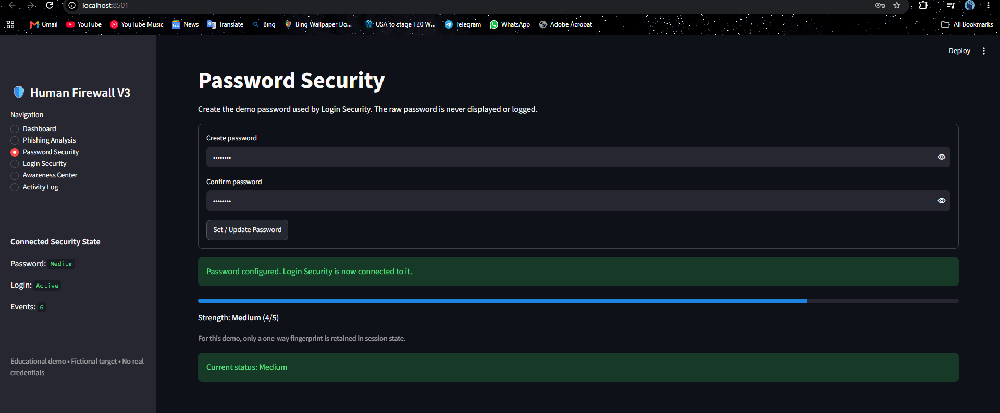 localhost:8501
Gmail
YouTube
YouTube Music
News
Translate
Bing
Bing Wallpaper Do...
USA to stage T20 W...
Telegram
WhatsApp
Adobe Acrobat
All Bookmarks
Deploy
Human Firewall V3
Navigation
Dashboard
Phishing Analysis
Password Security
Login Security
Awareness Center
Activity Log
Connected Security State
Password: Medium
Login: Active
Events: 6
Educational demo • Fictional target • No real
credentials
Password Security
Create the demo password used by Login Security. The raw password is never displayed or logged.
Create password
••••••••
Confirm password
••••••••
Set / Update Password
Password configured. Login Security is now connected to it.
Strength: Medium (4/5)
For this demo, only a one-way fingerprint is retained in session state.
Current status: Medium